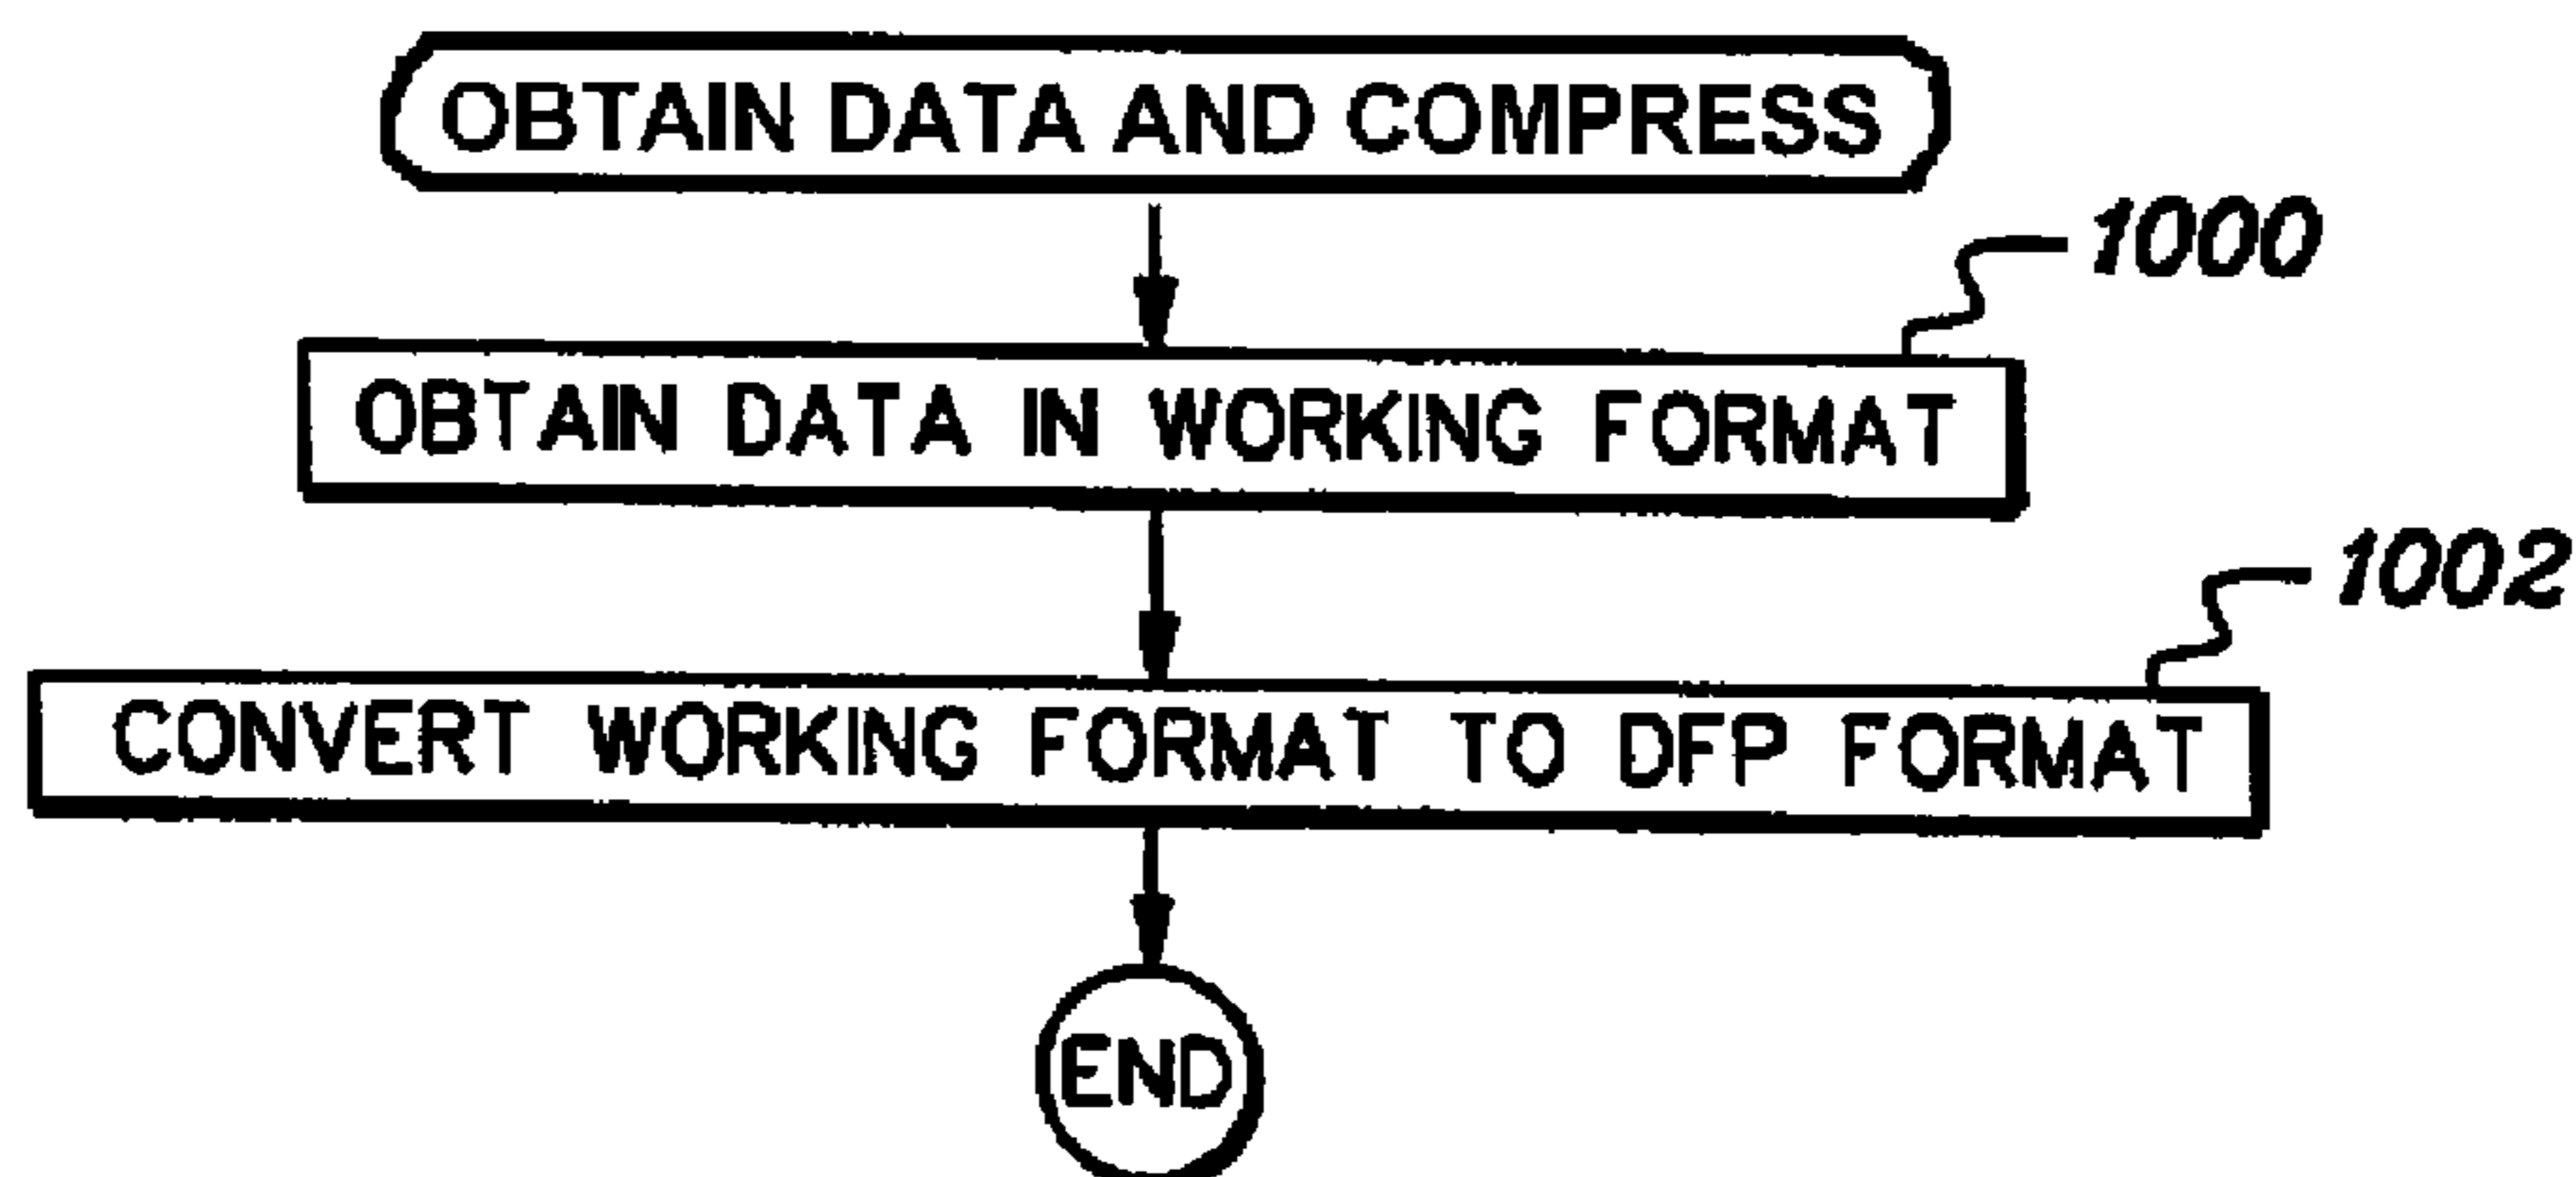 OBTAIN DATA AND COMPRESS
1000
OBTAIN DATA IN WORKING FORMAT
1002
CONVERT WORKING FORMAT TO DFP FORMAT
END